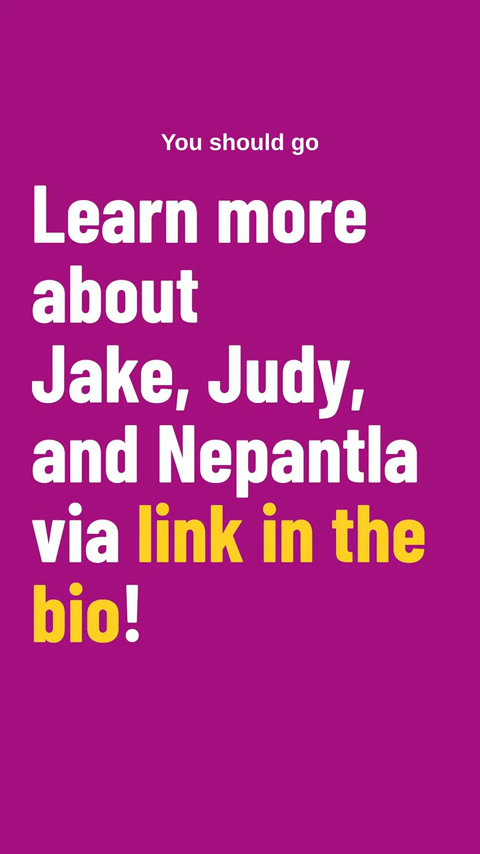 You should go
Learn more
about
Jake, Judy,
and Nepantla
via link in the
bio!